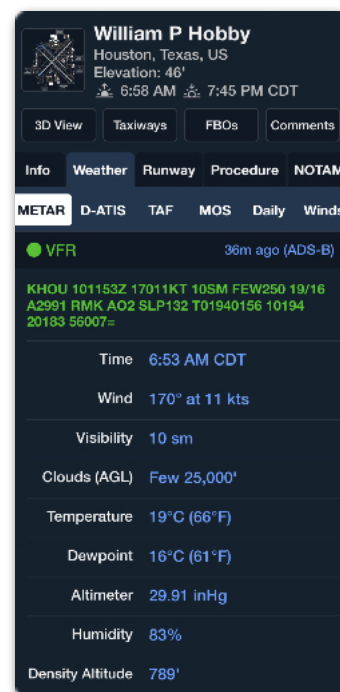 William P Hobby
Houston, Texas, US
Elevation: 46'
6:58 AM 7:45 PM CDT
3D View Taxiways FBOs Comments
Info Weather Runway Procedure NOTAM
METAR D-ATIS TAF MOS Daily Winds
VFR 36m ago (ADS-B)
KHOU 101153Z 17011KT 10SM FEW250 19/16
A2991 RMK AO2 SLP132 T01940156 10194
20183 56007=
Time 6:53 AM CDT
Wind 170° at 11 kts
Visibility 10 sm
Clouds (AGL) Few 25,000'
Temperature 19°C (66°F)
Dewpoint 16°C (61°F)
Altimeter 29.91 inHg
Humidity 83%
Density Altitude 789'